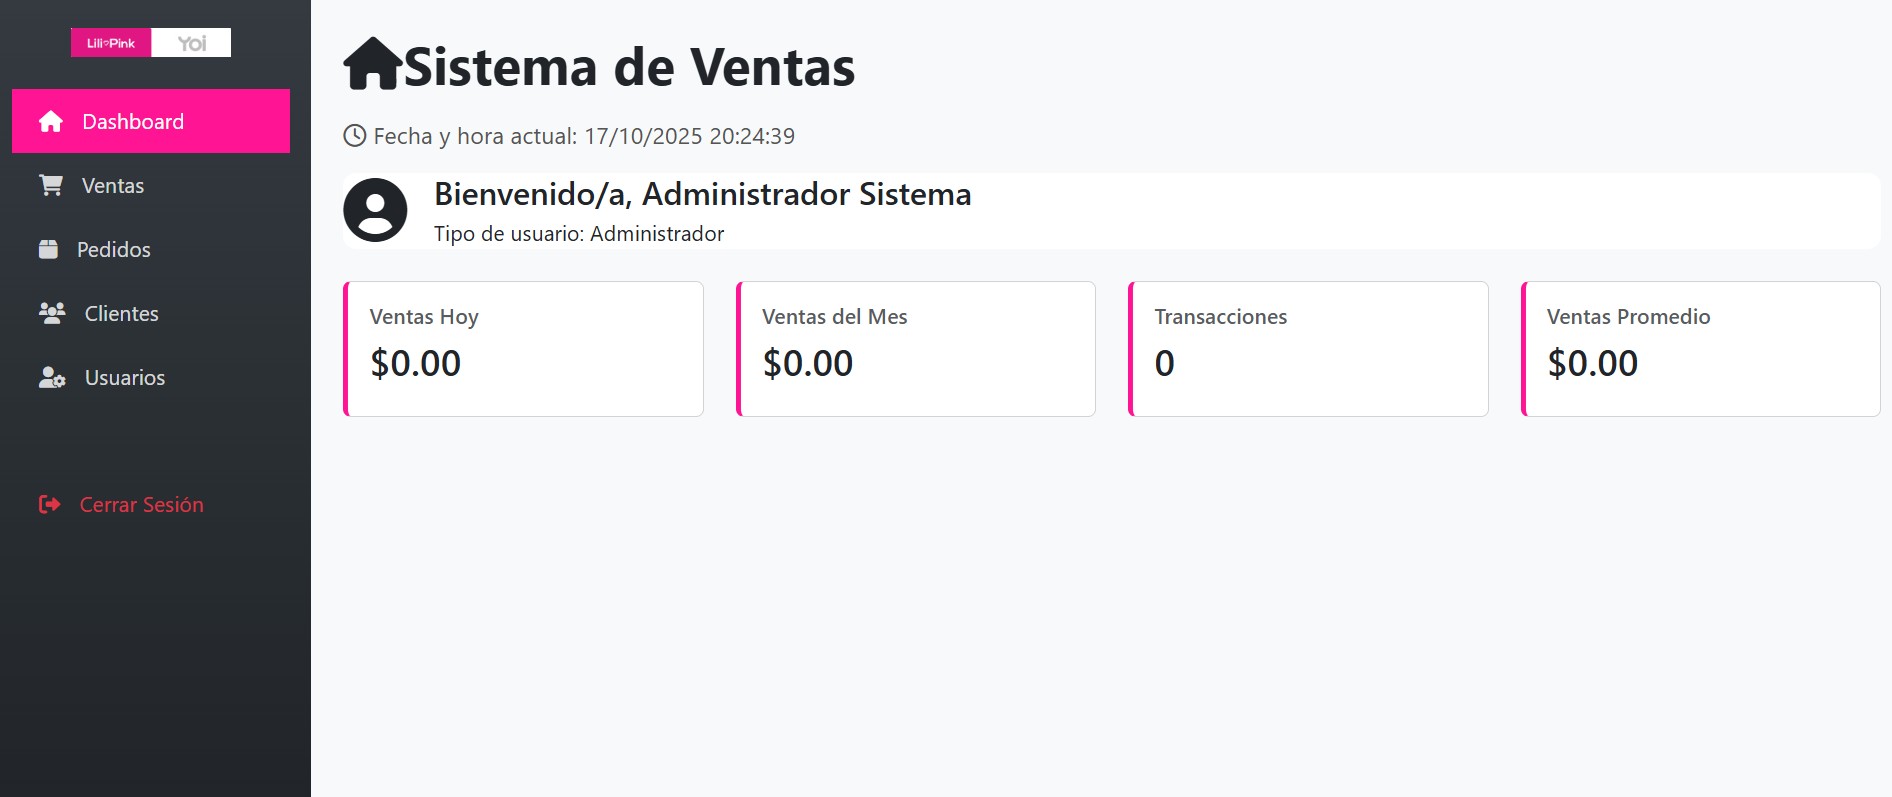 Lili♡Pink Yoi
Dashboard
Ventas
Pedidos
Clientes
Usuarios
Cerrar Sesión
Sistema de Ventas
Fecha y hora actual: 17/10/2025 20:24:39
Bienvenido/a, Administrador Sistema
Tipo de usuario: Administrador
Ventas Hoy
$0.00
Ventas del Mes
$0.00
Transacciones
0
Ventas Promedio
$0.00